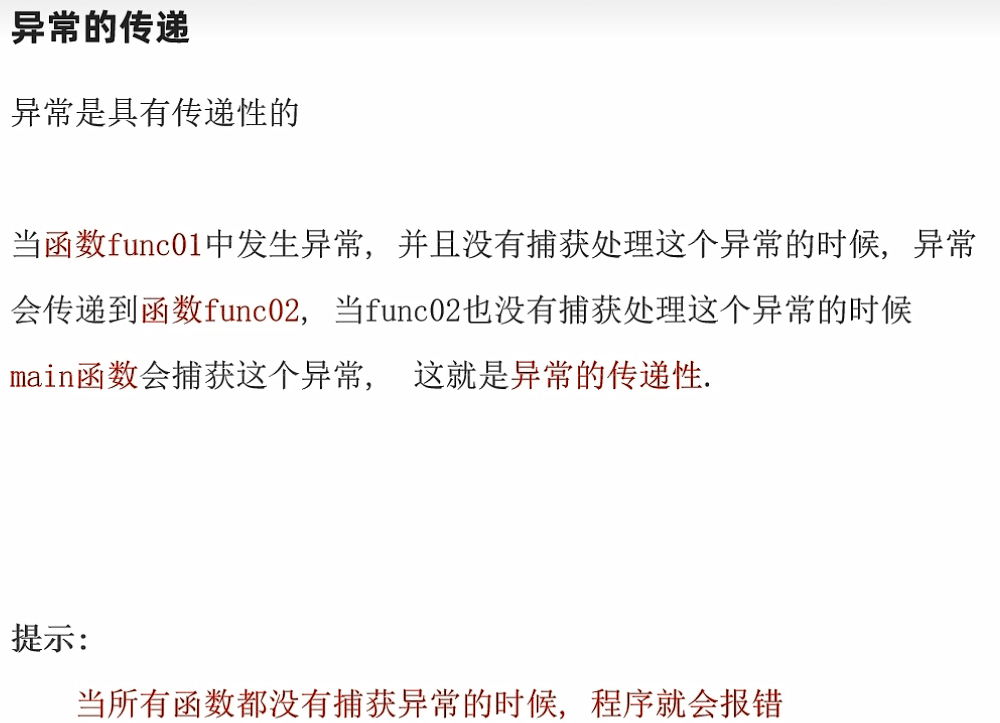 异常的传递
异常是具有传递性的
当函数func01中发生异常, 并且没有捕获处理这个异常的时候, 异常
会传递到函数func02, 当func02也没有捕获处理这个异常的时候
main函数会捕获这个异常, 这就是异常的传递性.
提示:
当所有函数都没有捕获异常的时候, 程序就会报错